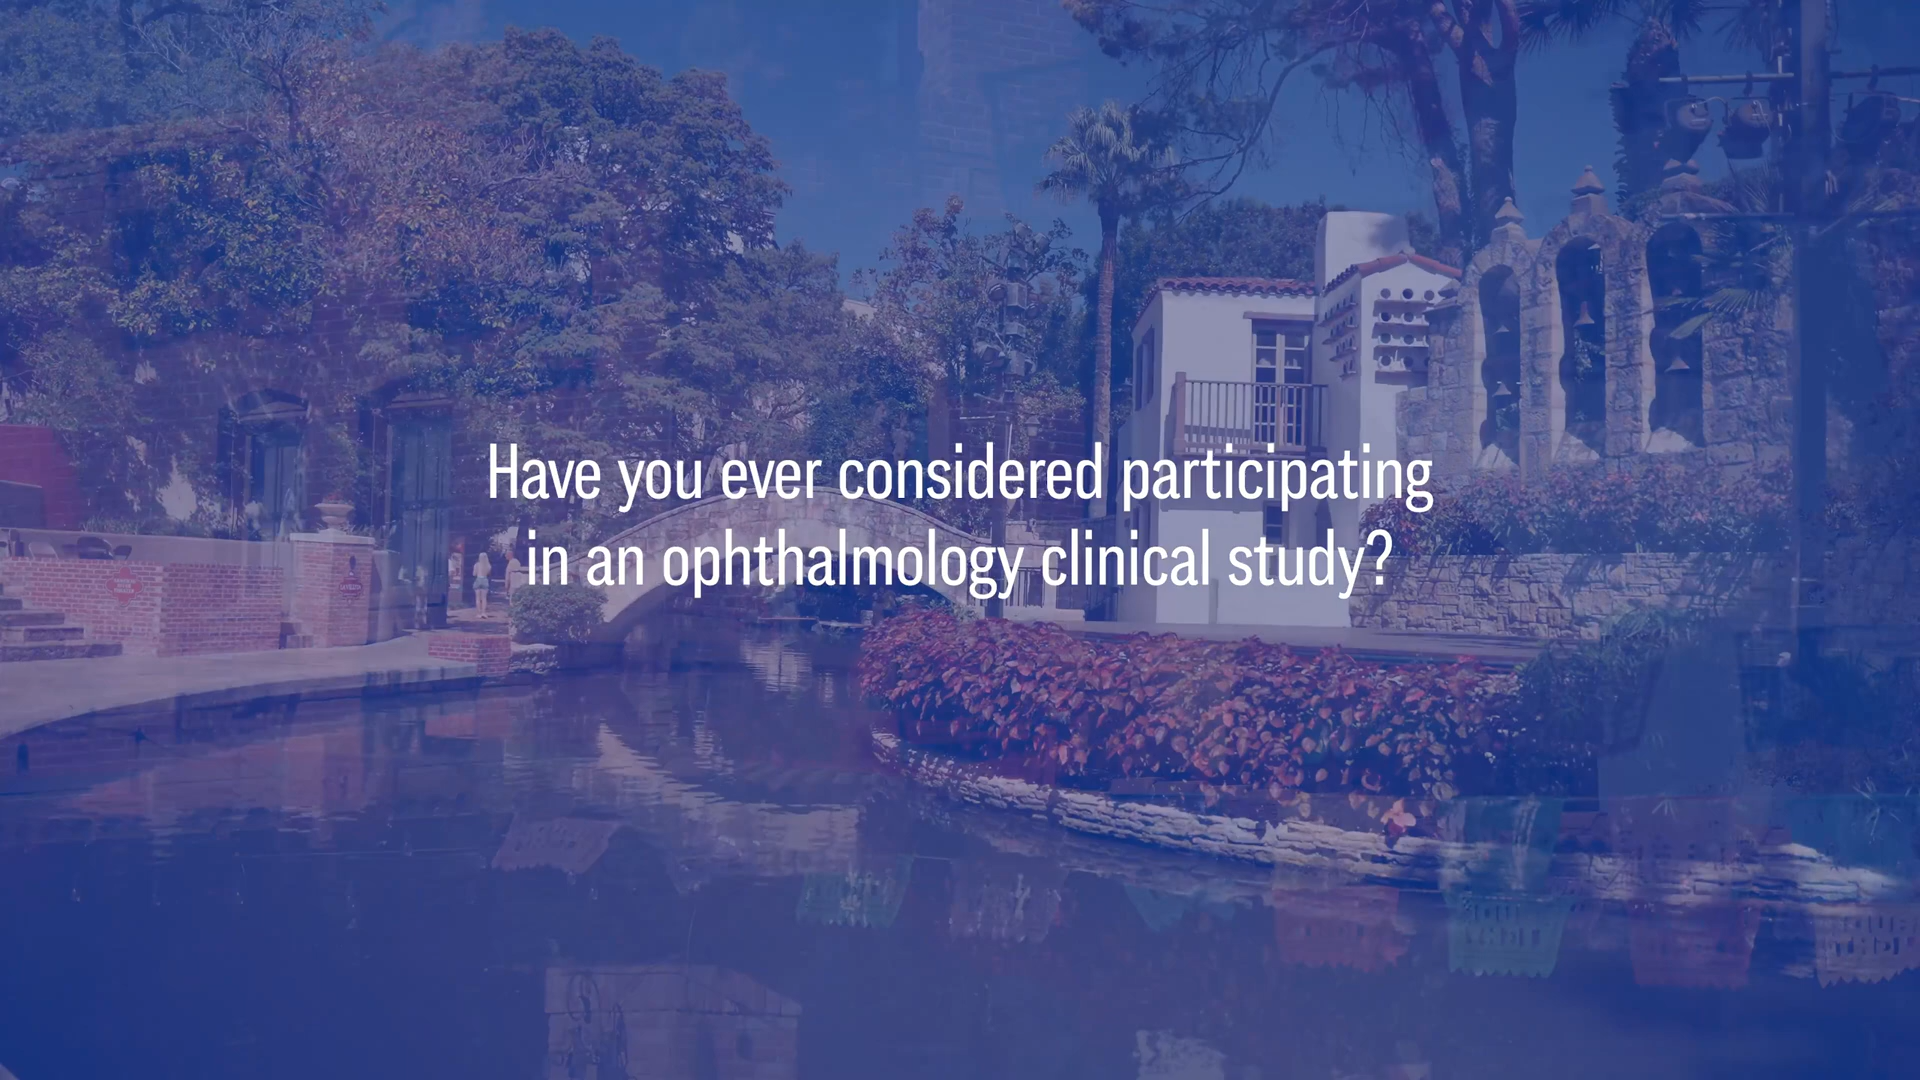 Have you ever considered participating
in an ophthalmology clinical study?